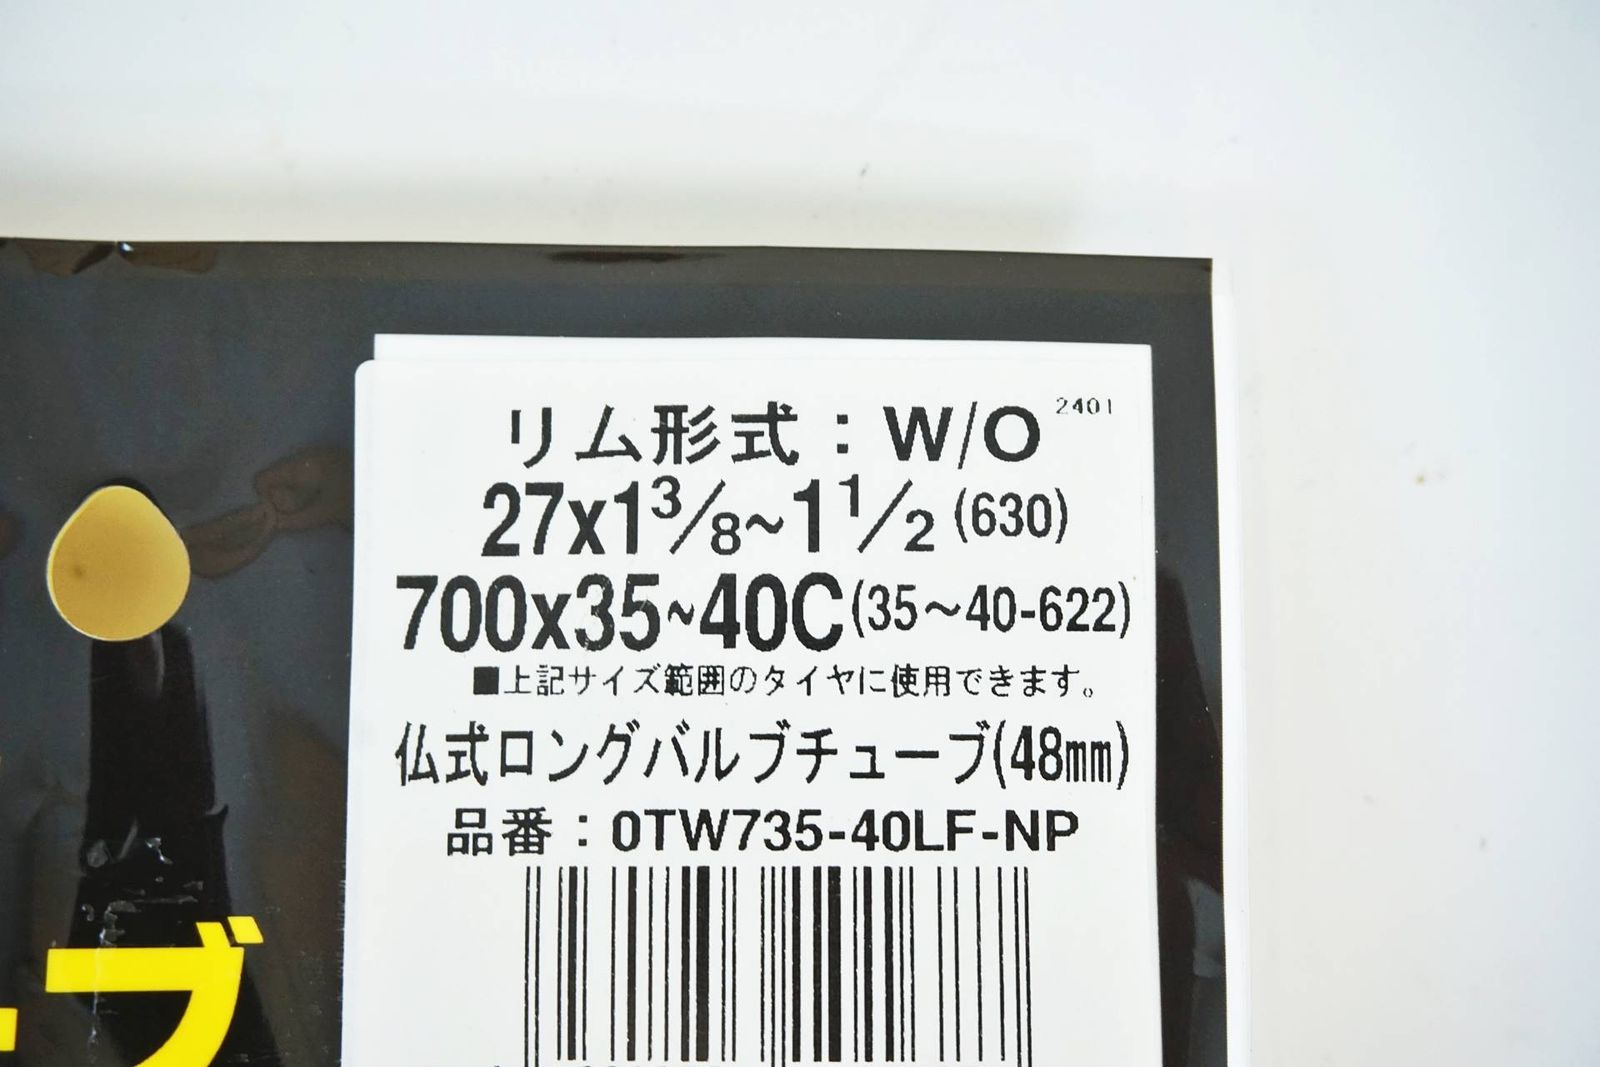 リム形式：W/O 2401
27x1 3/8~1 1/2 (630)
700x35~40C(35～40-622)
■上記サイズ範囲のタイヤに使用できます。
仏式ロングバルブチューブ(48mm)
品番：0TW735-40LF-NP
ーブ